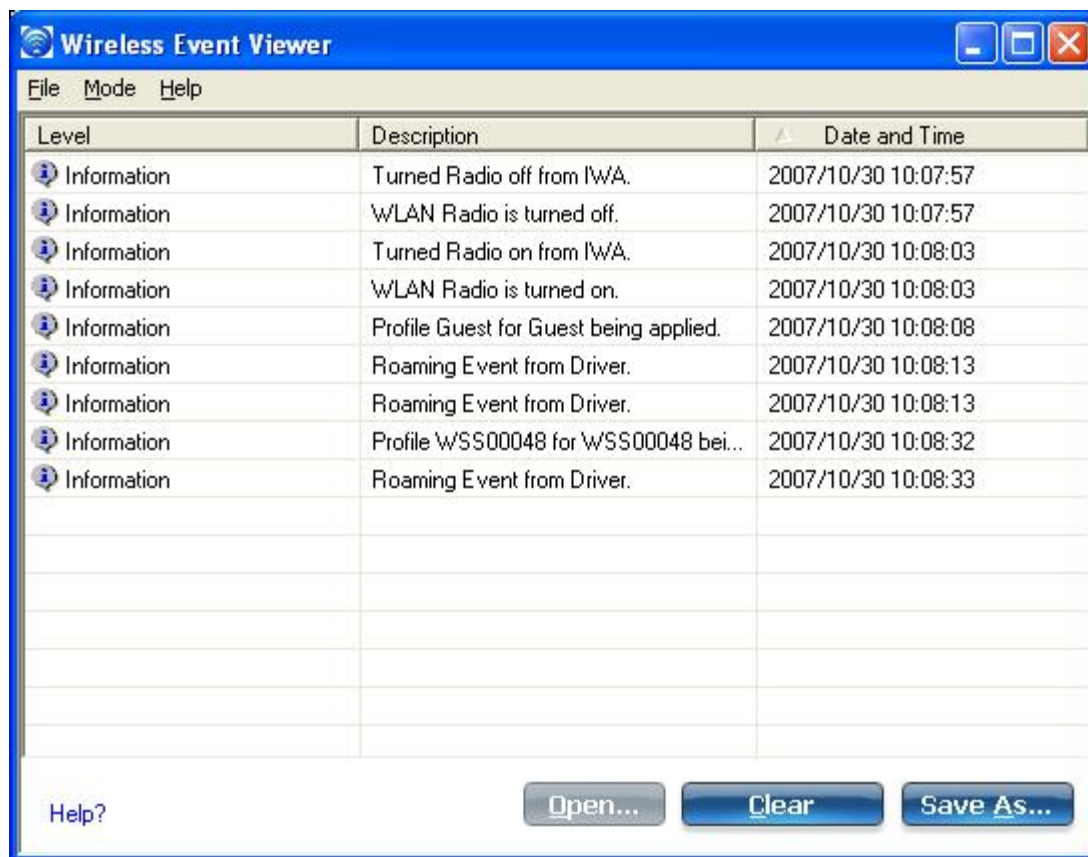 Wireless Event Viewer
File Mode Help
Level Description Date and Time
Information Turned Radio off from IWA. 2007/10/30 10:07:57
Information WLAN Radio is turned off. 2007/10/30 10:07:57
Information Turned Radio on from IWA. 2007/10/30 10:08:03
Information WLAN Radio is turned on. 2007/10/30 10:08:03
Information Profile Guest for Guest being applied. 2007/10/30 10:08:08
Information Roaming Event from Driver. 2007/10/30 10:08:13
Information Roaming Event from Driver. 2007/10/30 10:08:13
Information Profile WSS00048 for WSS00048 bei... 2007/10/30 10:08:32
Information Roaming Event from Driver. 2007/10/30 10:08:33
Help? Open... Clear Save As...